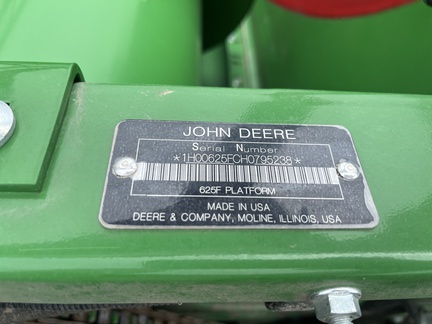 JOHN DEERE
Serial Number
*1H00625FCH0795238*
625F PLATFORM
MADE IN USA
DEERE & COMPANY, MOLINE, ILLINOIS, USA